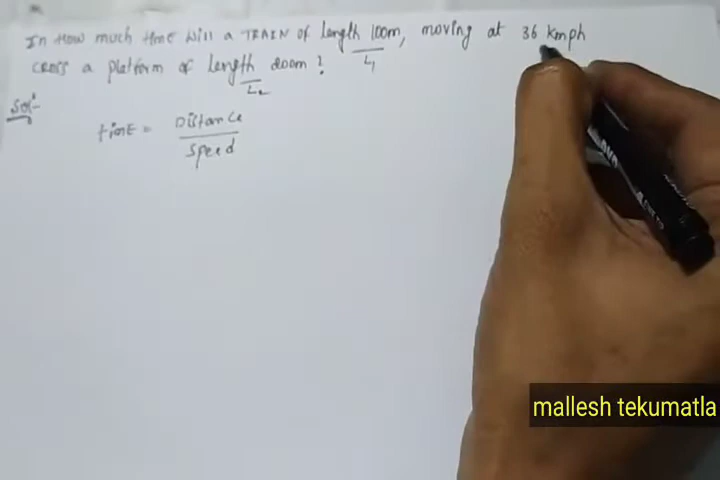 In How much time will a TRAIN of length 100m, moving at 36 kmph
L1
cross a platform of length 200m?
L2
Sol:-
time = Distance
Speed
mallesh tekumatla